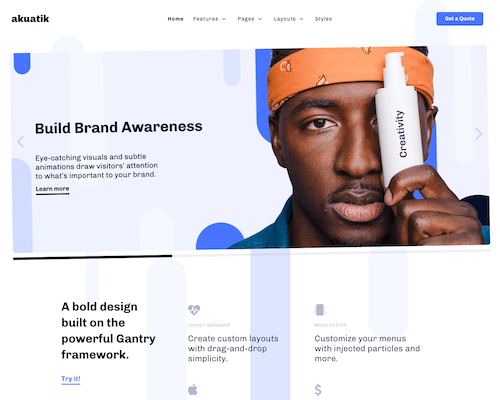 akuatik
Home Features Pages Layouts Styles
Get a Quote
Build Brand Awareness
Eye-catching visuals and subtle
animations draw visitors' attention
to what's important to your brand.
Learn more
Creativity
A bold design
built on the
powerful Gantry
framework.
Try it!
LAYOUT MANAGER
Create custom layouts
with drag-and-drop
simplicity.
MENU EDITOR
Customize your menus
with injected particles and
more.